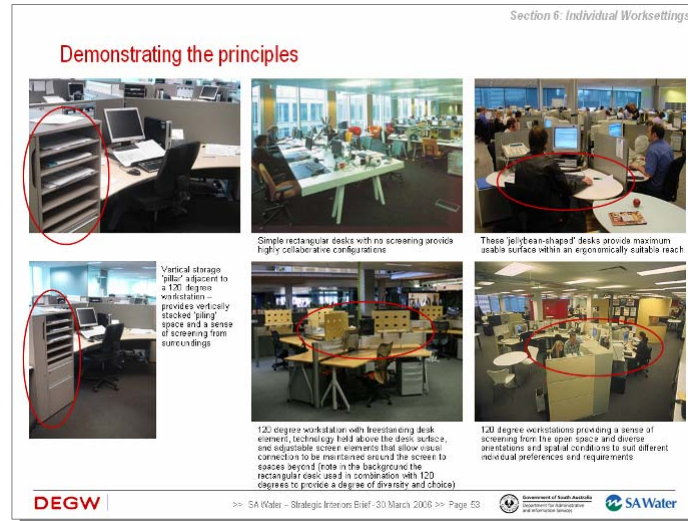 Section 6: Individual Worksettings
Demonstrating the principles
Simple rectangular desks with no screening provide
highly collaborative configurations
These 'jellybean-shaped' desks provide maximum
usable surface within an ergonomically suitable reach
Vertical storage
'pillar' adjacent to
a 120 degree
workstation –
provides vertically
stacked 'piling'
space and a sense
of screening from
surroundings
120 degree workstation with freestanding desk
element, technology held above the desk surface,
and adjustable screen elements that allow visual
connection to be maintained around the screen to
spaces beyond (note in the background the
rectangular desk used in combination with 120
degrees to provide a degree of diversity and choice)
120 degree workstations providing a sense of
screening from the open space and diverse
orientations and spatial conditions to suit different
individual preferences and requirements
DEGW
>> SA Water – Strategic Interiors Brief - 30 March 2006 >> Page 53
Government of South Australia
Department for Administrative
and Information Services
SA Water